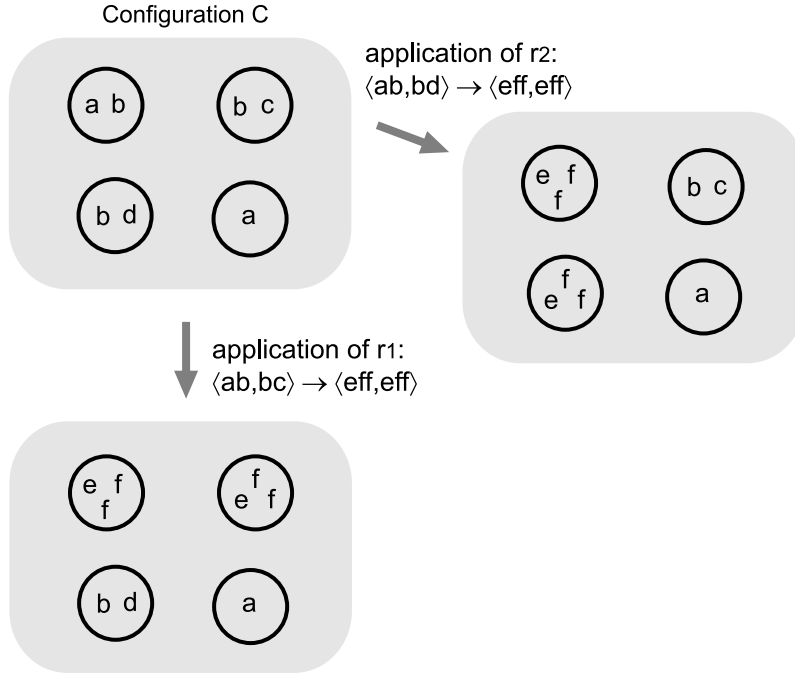 Configuration C
a b
b c
b d
a
application of r2:
⟨ab,bd⟩ → ⟨eff,eff⟩
e f
f
b c
f
e f
a
application of r1:
⟨ab,bc⟩ → ⟨eff,eff⟩
e f
f
f
e f
b d
a